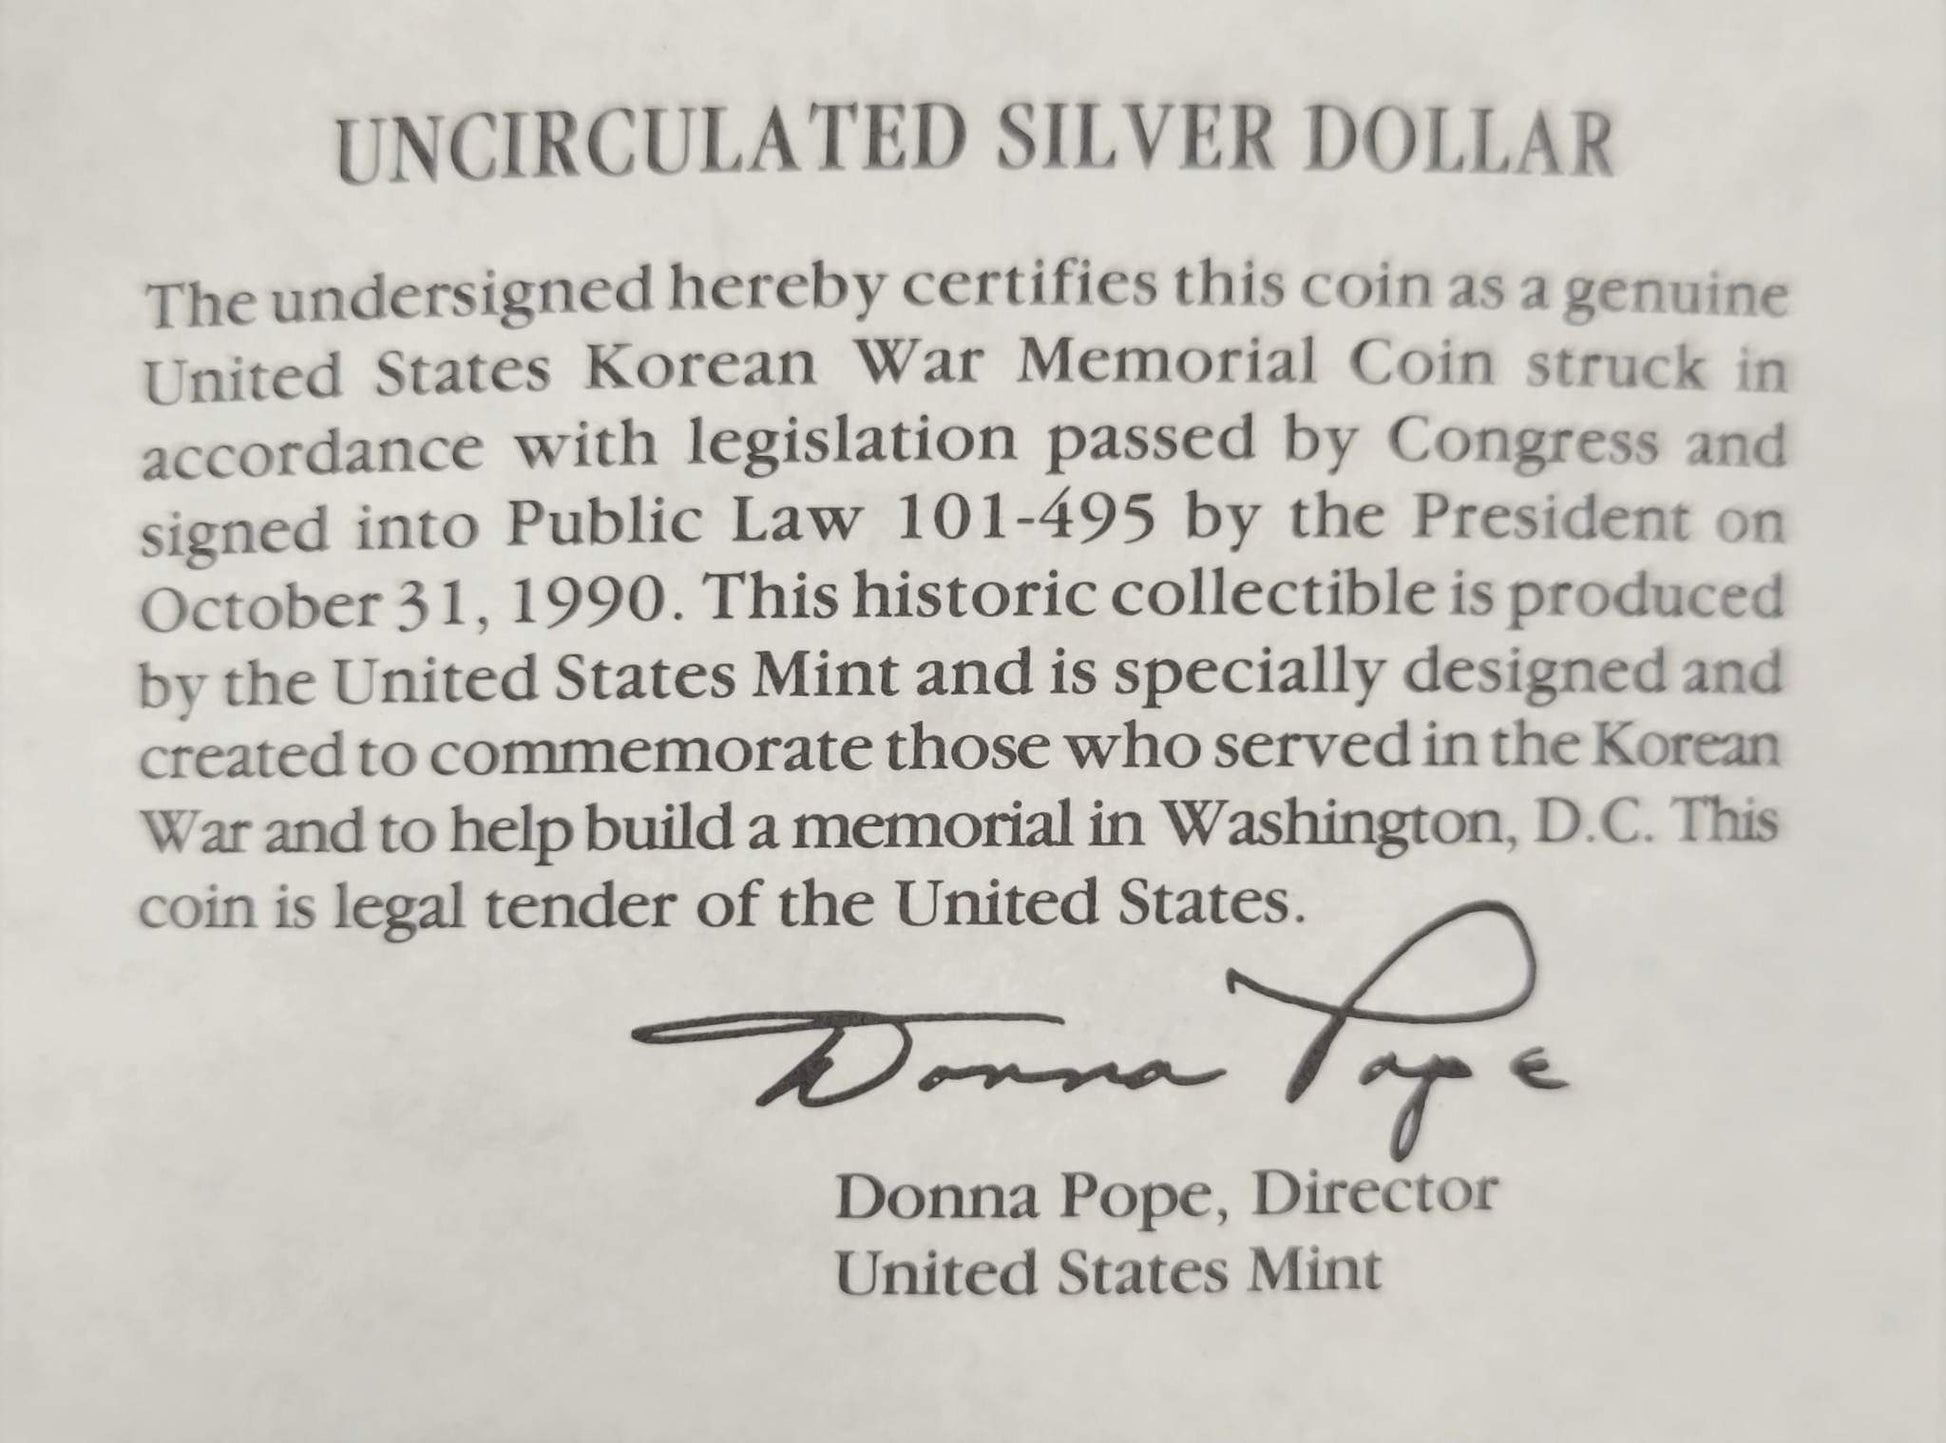 UNCIRCULATED SILVER DOLLAR
The undersigned hereby certifies this coin as a genuine
United States Korean War Memorial Coin struck in
accordance with legislation passed by Congress and
signed into Public Law 101-495 by the President on
October 31, 1990. This historic collectible is produced
by the United States Mint and is specially designed and
created to commemorate those who served in the Korean
War and to help build a memorial in Washington, D.C. This
coin is legal tender of the United States.
Donna Pope
Donna Pope, Director
United States Mint